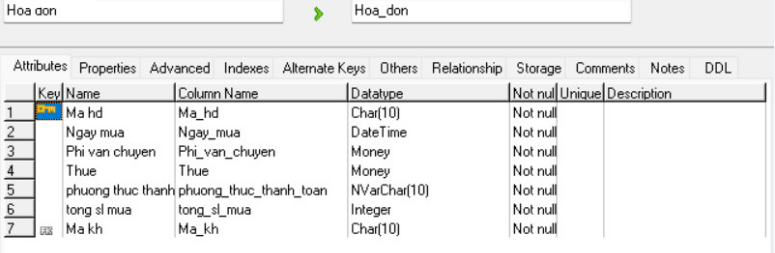 Hoa don Hoa_don
Attributes Properties Advanced Indexes Alternate Keys Others Relationship Storage Comments Notes DDL
Key Name Column Name Datatype Not nul Unique Description
1 Ma hd Ma_hd Char(10) Not null
2 Ngay mua Ngay_mua DateTime Not null
3 Phi van chuyen Phi_van_chuyen Money Not null
4 Thue Thue Money Not null
5 phuong thuc thanh phuong_thuc_thanh_toan NVarChar(10) Not null
6 tong sl mua tong_sl_mua Integer Not null
7 Ma kh Ma_kh Char(10) Not null